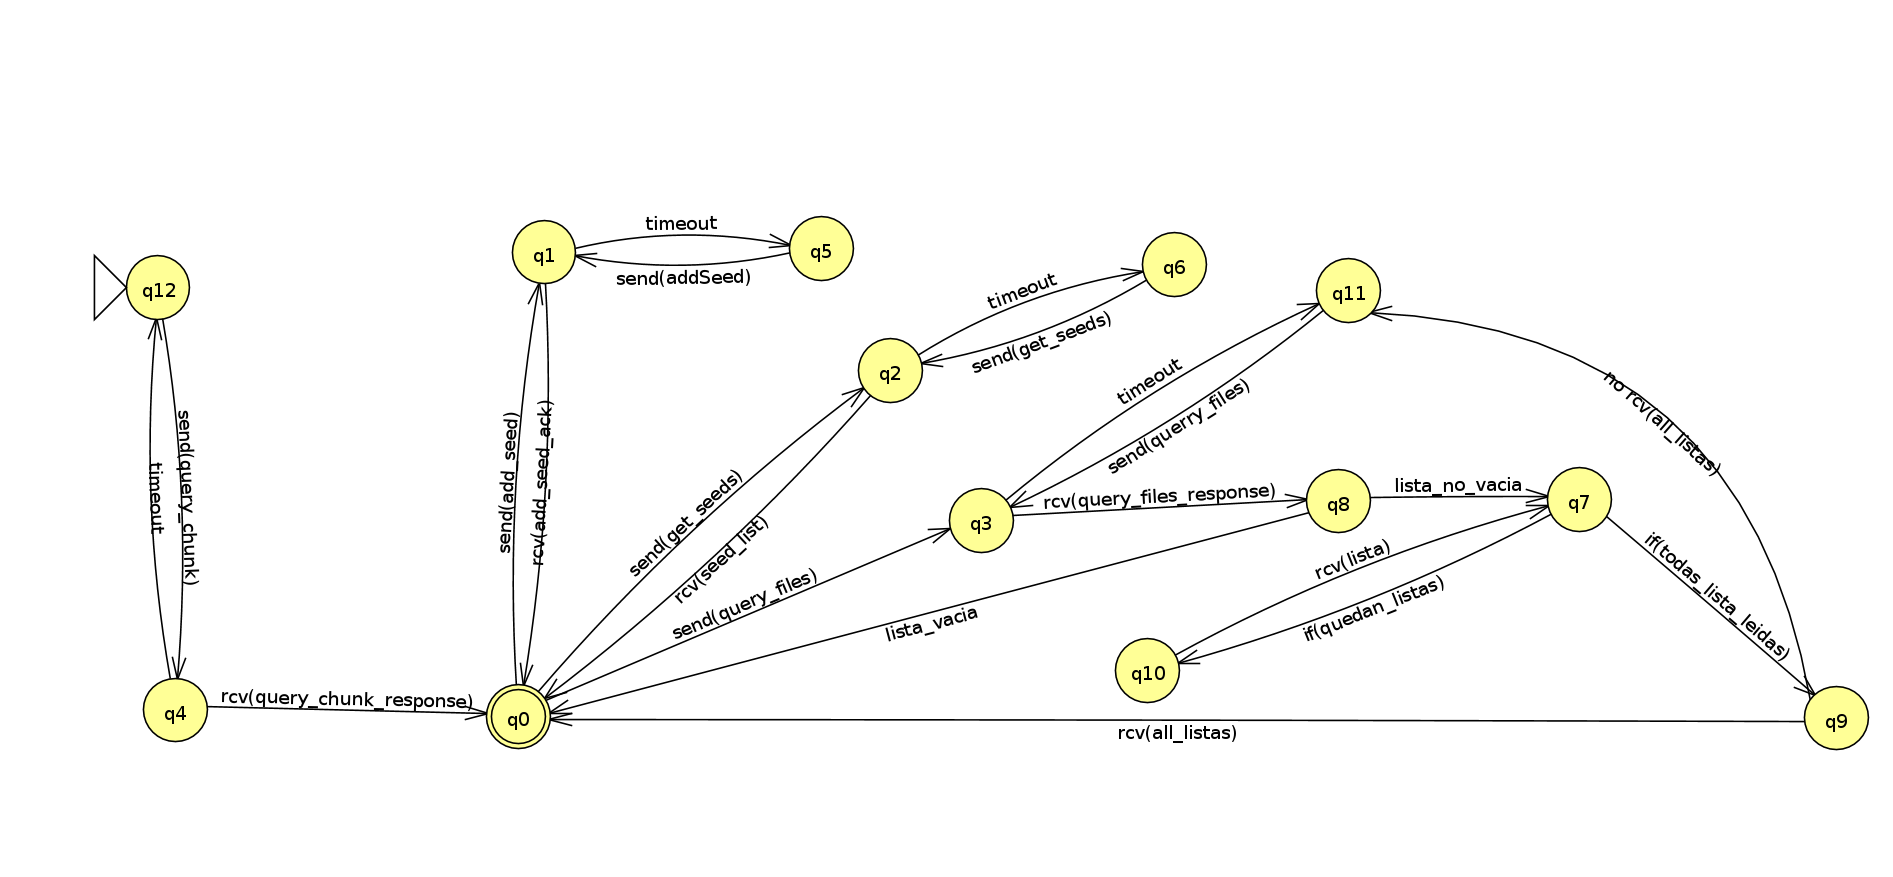 timeout
q1
q5
send(addSeed)
q12
q6
timeout
send(get_seeds)
q11
q2
timeout
send(querry_files)
no rcv(all_listas)
send(query_chunk)
timeout
send(add_seed)
rcv(add_seed_ack)
send(get_seeds)
rcv(seed_list)
q3
rcv(query_files_response)
q8
lista_no_vacia
q7
rcv(lista)
if(quedan_listas)
if(todas_lista_leidas)
send(query_files)
lista_vacia
q10
q4
rcv(query_chunk_response)
q0
rcv(all_listas)
q9